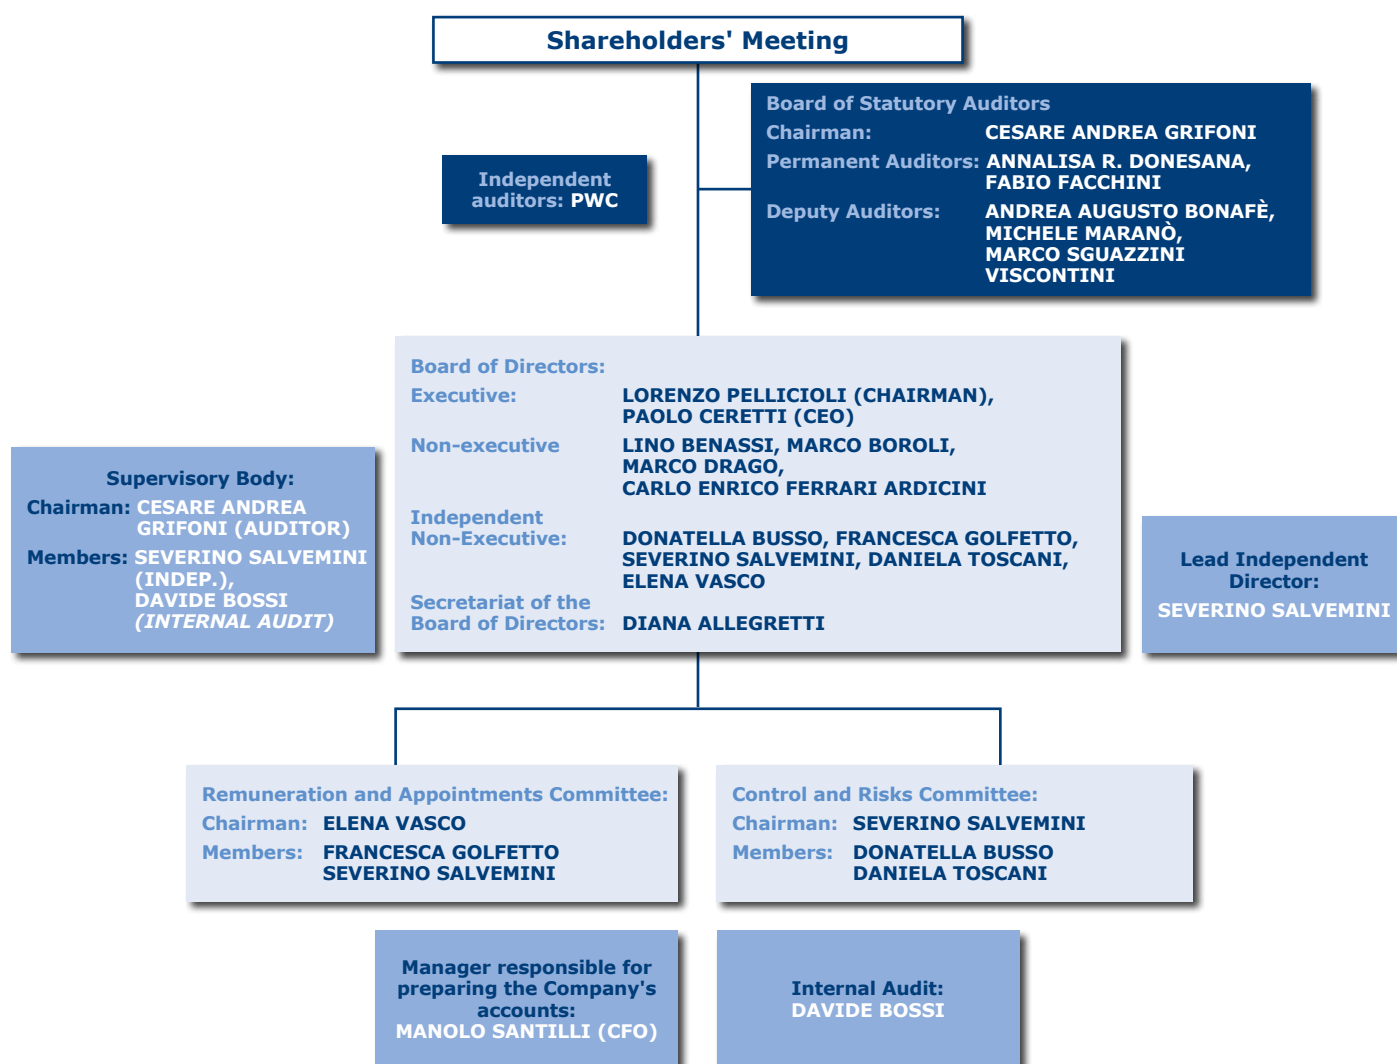 Shareholders' Meeting
Board of Statutory Auditors
Chairman: CESARE ANDREA GRIFONI
Permanent Auditors: ANNALISA R. DONESANA,
FABIO FACCHINI
Deputy Auditors: ANDREA AUGUSTO BONAFÈ,
MICHELE MARANÒ,
MARCO SGUAZZINI
VISCONTINI
Independent
auditors: PWC
Board of Directors:
Executive: LORENZO PELLICIOLI (CHAIRMAN),
PAOLO CERETTI (CEO)
Non-executive LINO BENASSI, MARCO BOROLI,
MARCO DRAGO,
CARLO ENRICO FERRARI ARDICINI
Independent
Non-Executive: DONATELLA BUSSO, FRANCESCA GOLFETTO,
SEVERINO SALVEMINI, DANIELA TOSCANI,
ELENA VASCO
Secretariat of the
Board of Directors: DIANA ALLEGRETTI
Supervisory Body:
Chairman: CESARE ANDREA
GRIFONI (AUDITOR)
Members: SEVERINO SALVEMINI
(INDEP.),
DAVIDE BOSSI
(INTERNAL AUDIT)
Lead Independent
Director:
SEVERINO SALVEMINI
Remuneration and Appointments Committee:
Chairman: ELENA VASCO
Members: FRANCESCA GOLFETTO
SEVERINO SALVEMINI
Control and Risks Committee:
Chairman: SEVERINO SALVEMINI
Members: DONATELLA BUSSO
DANIELA TOSCANI
Manager responsible for
preparing the Company's
accounts:
MANOLO SANTILLI (CFO)
Internal Audit:
DAVIDE BOSSI